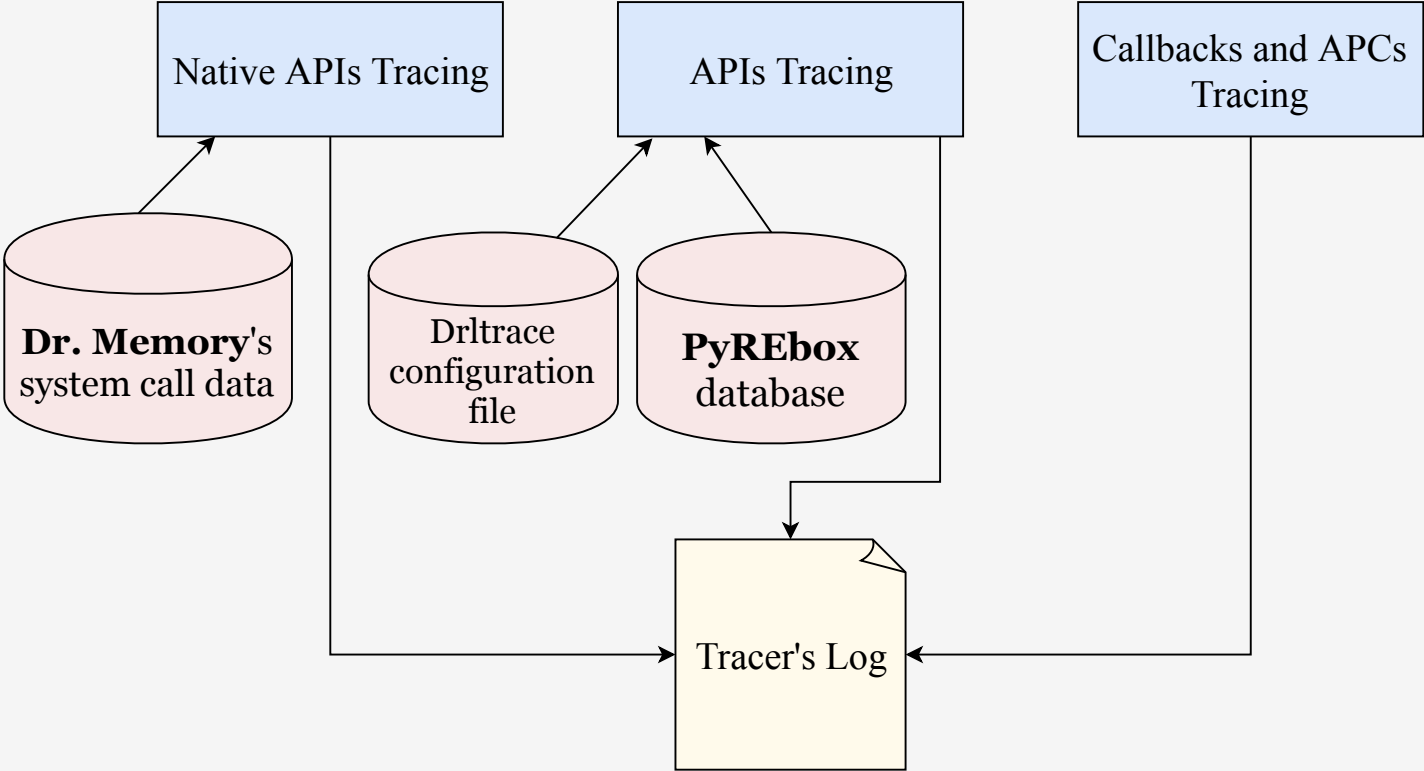 Native APIs Tracing
APIs Tracing
Callbacks and APCs
Tracing
Dr. Memory's
system call data
Drltrace
configuration
file
PyREbox
database
Tracer's Log